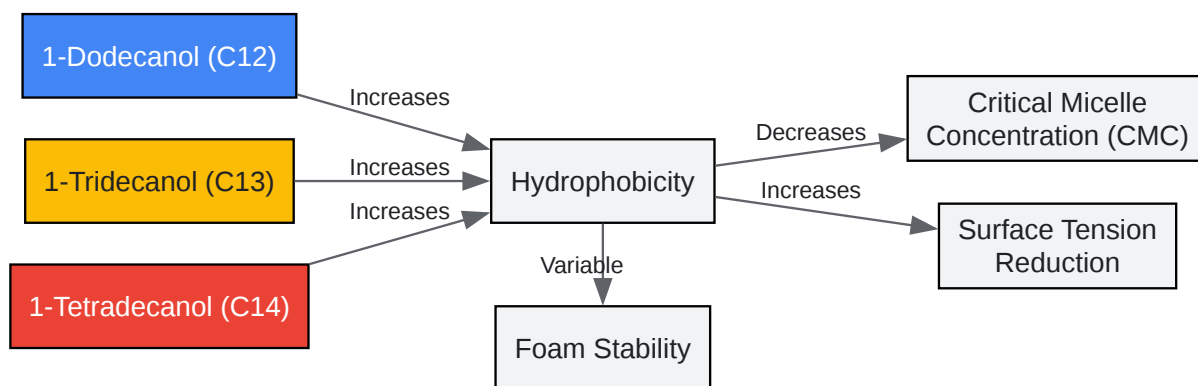 1-Dodecanol (C12)
Increases
Critical Micelle
Concentration (CMC)
Decreases
1-Tridecanol (C13)
Increases
Hydrophobicity
Increases
Increases
Surface Tension
Reduction
1-Tetradecanol (C14)
Variable
Foam Stability